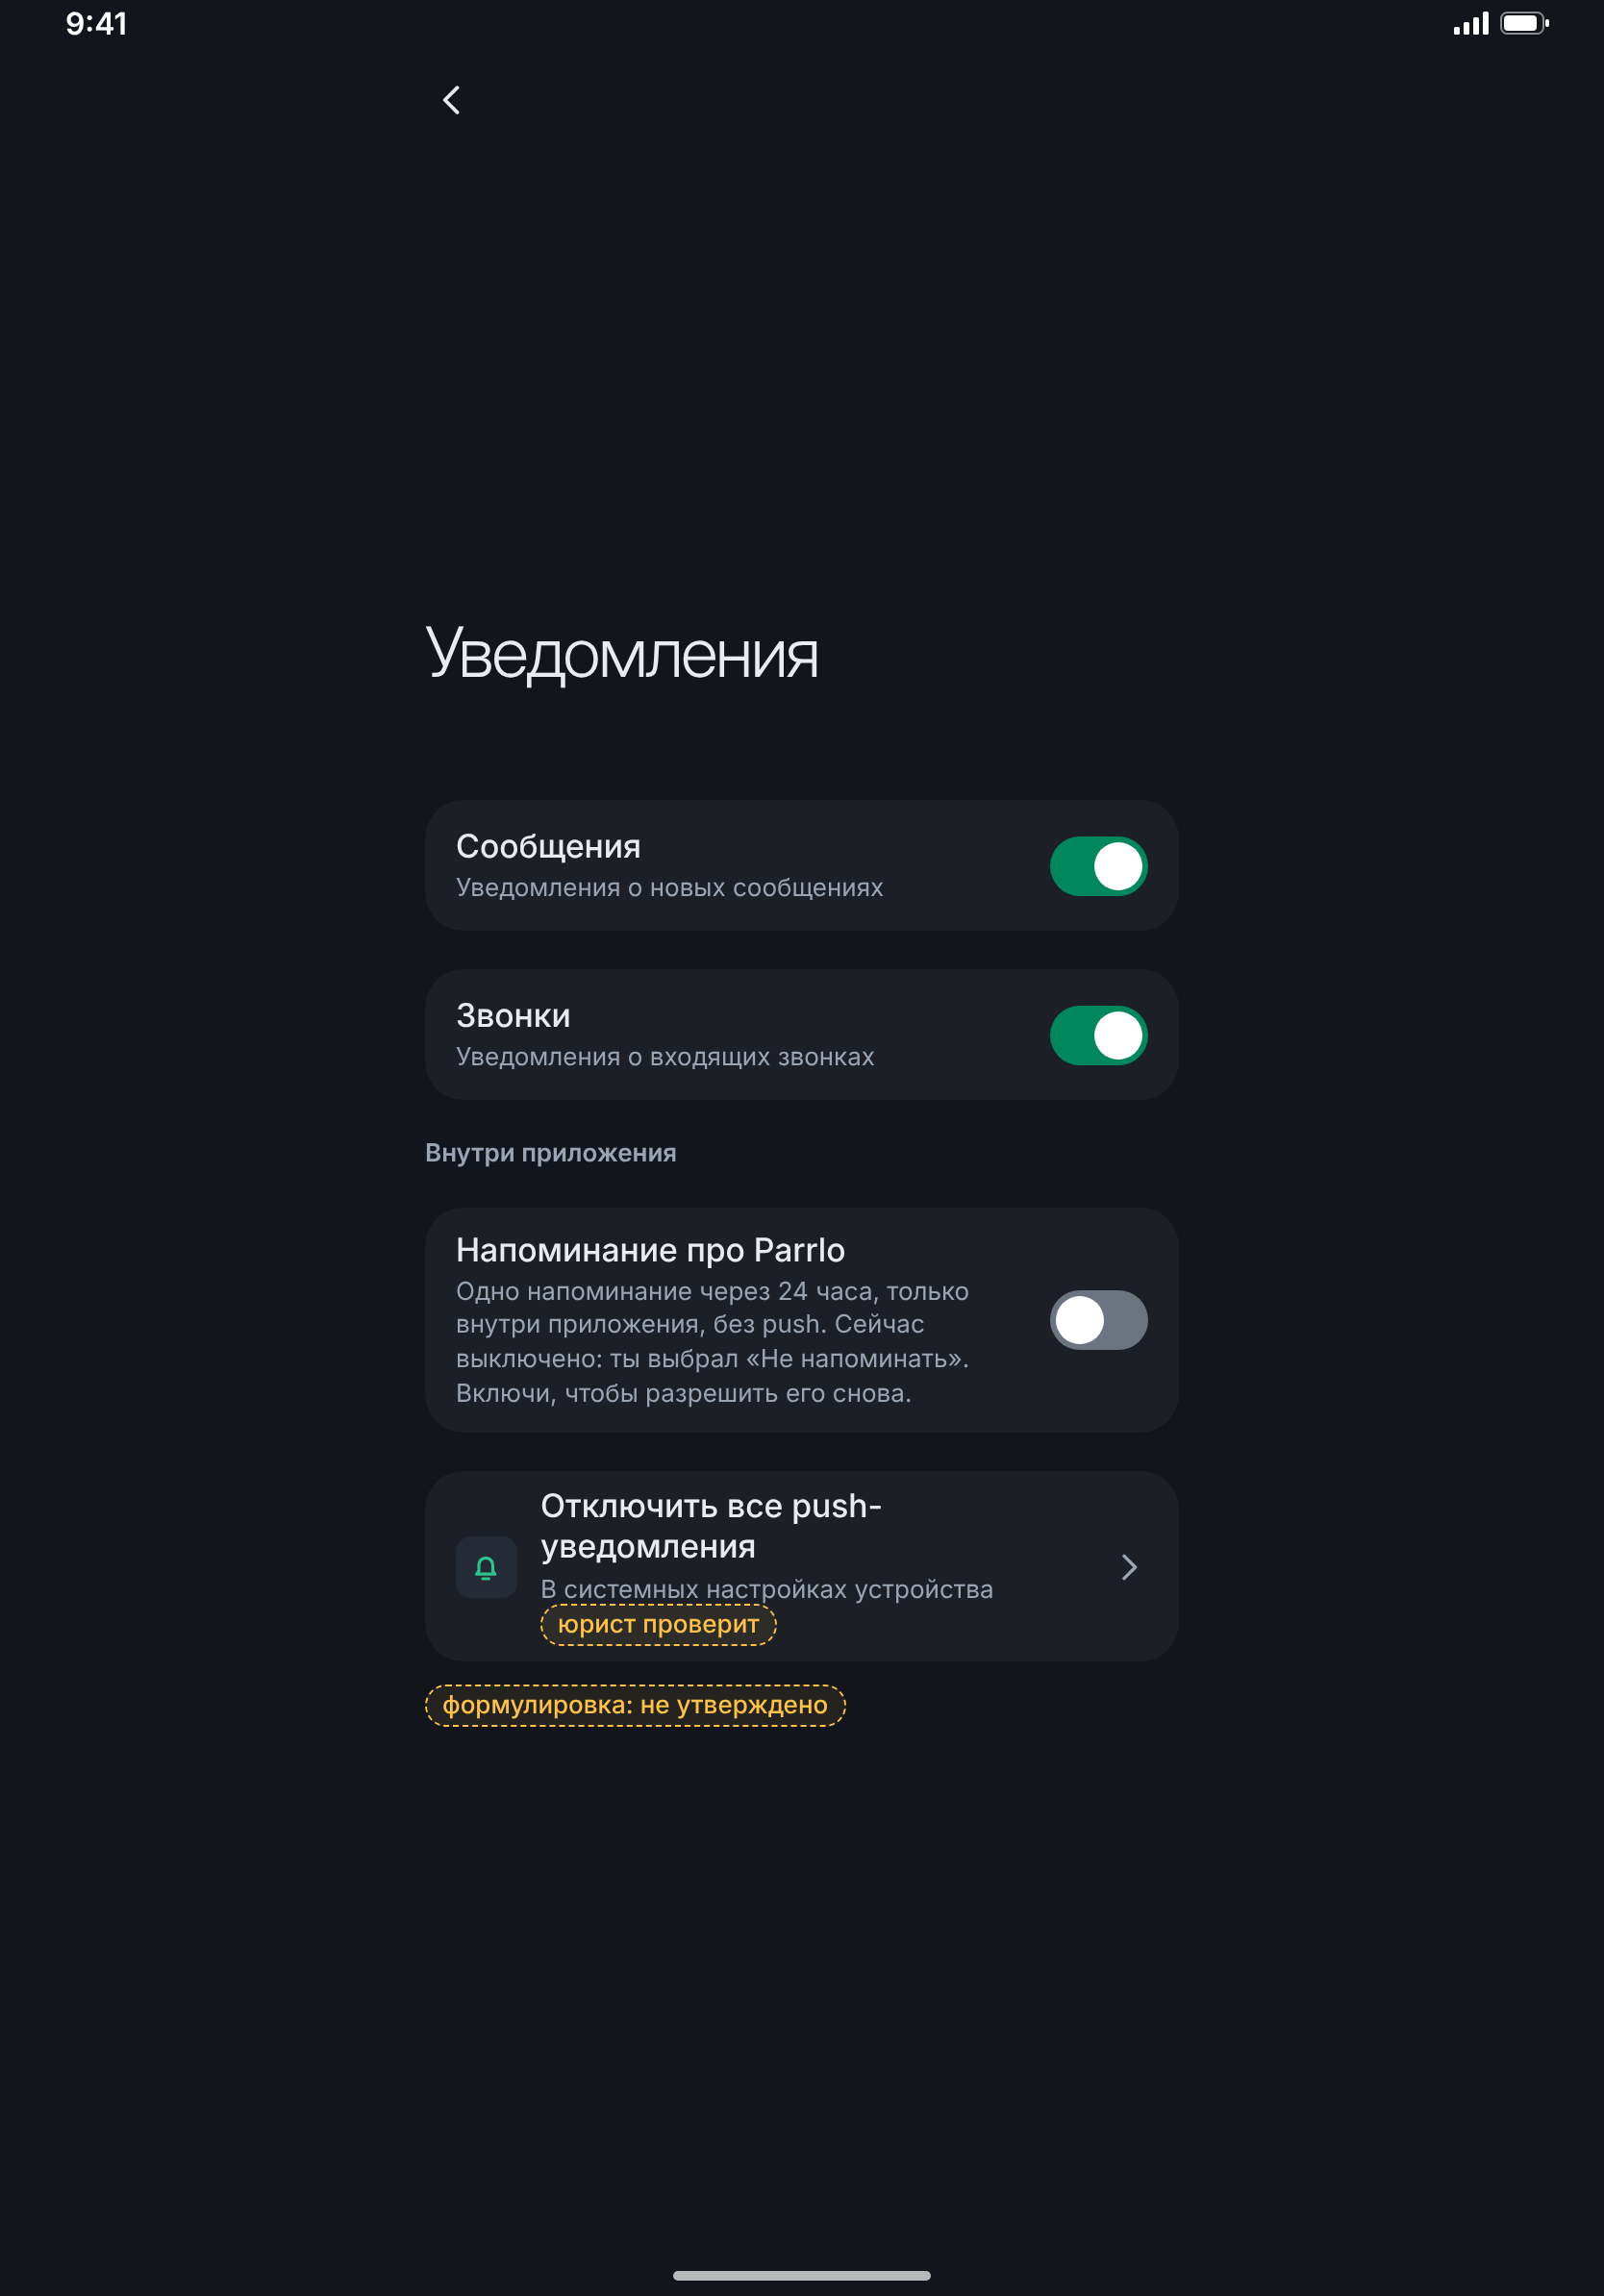 9:41
Уведомления
Сообщения
Уведомления о новых сообщениях
Звонки
Уведомления о входящих звонках
Внутри приложения
Напоминание про Parrlo
Одно напоминание через 24 часа, только
внутри приложения, без push. Сейчас
выключено: ты выбрал «Не напоминать».
Включи, чтобы разрешить его снова.
Отключить все push-
уведомления
В системных настройках устройства
юрист проверит
формулировка: не утверждено